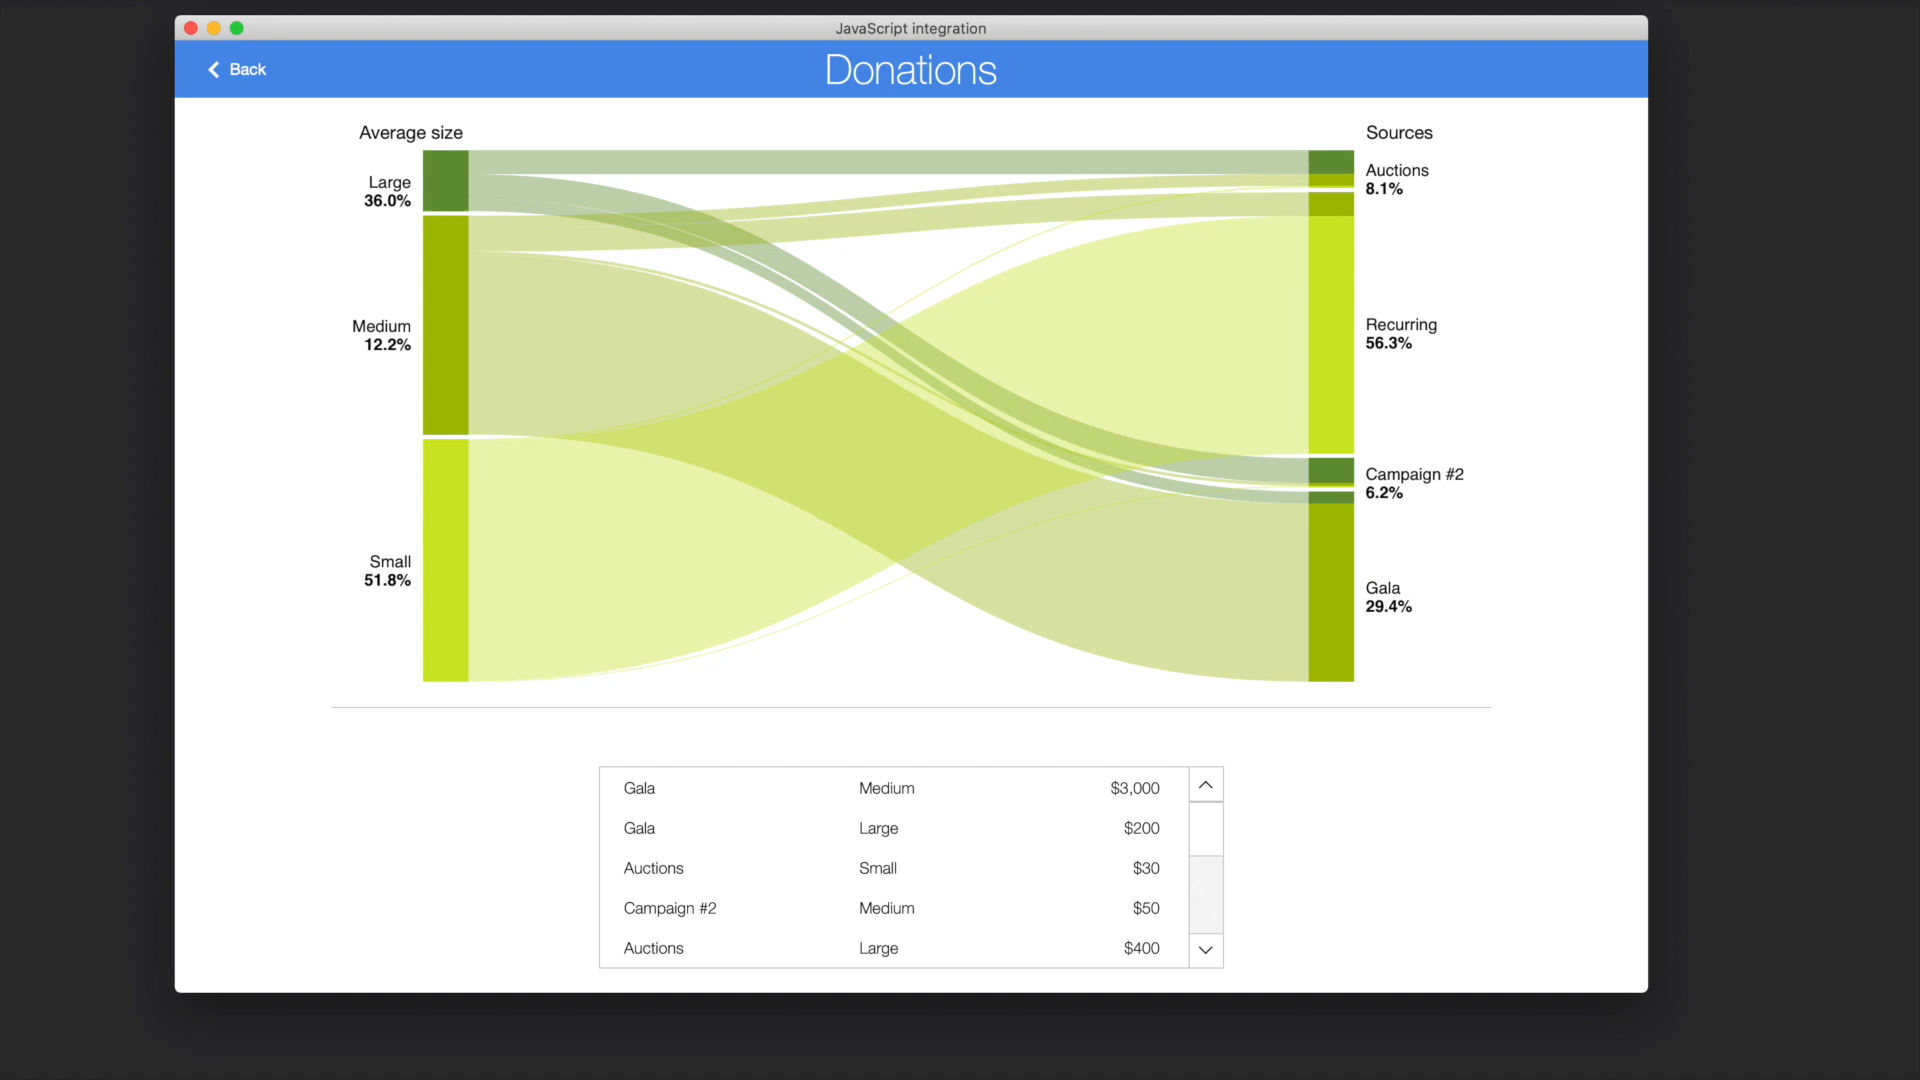 JavaScript integration
Back
Donations
Average size
Sources
Large
36.0%
Auctions
8.1%
Medium
12.2%
Recurring
56.3%
Campaign #2
6.2%
Small
51.8%
Gala
29.4%
Gala Medium $3,000
Gala Large $200
Auctions Small $30
Campaign #2 Medium $50
Auctions Large $400